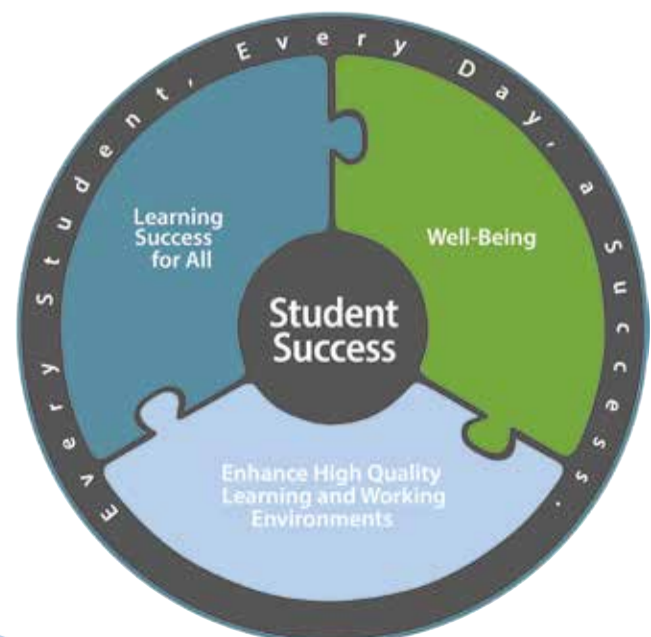 Every Student, Every Day, a Success.
Learning
Success
for All
Well-Being
Student
Success
Enhance High Quality
Learning and Working
Environments